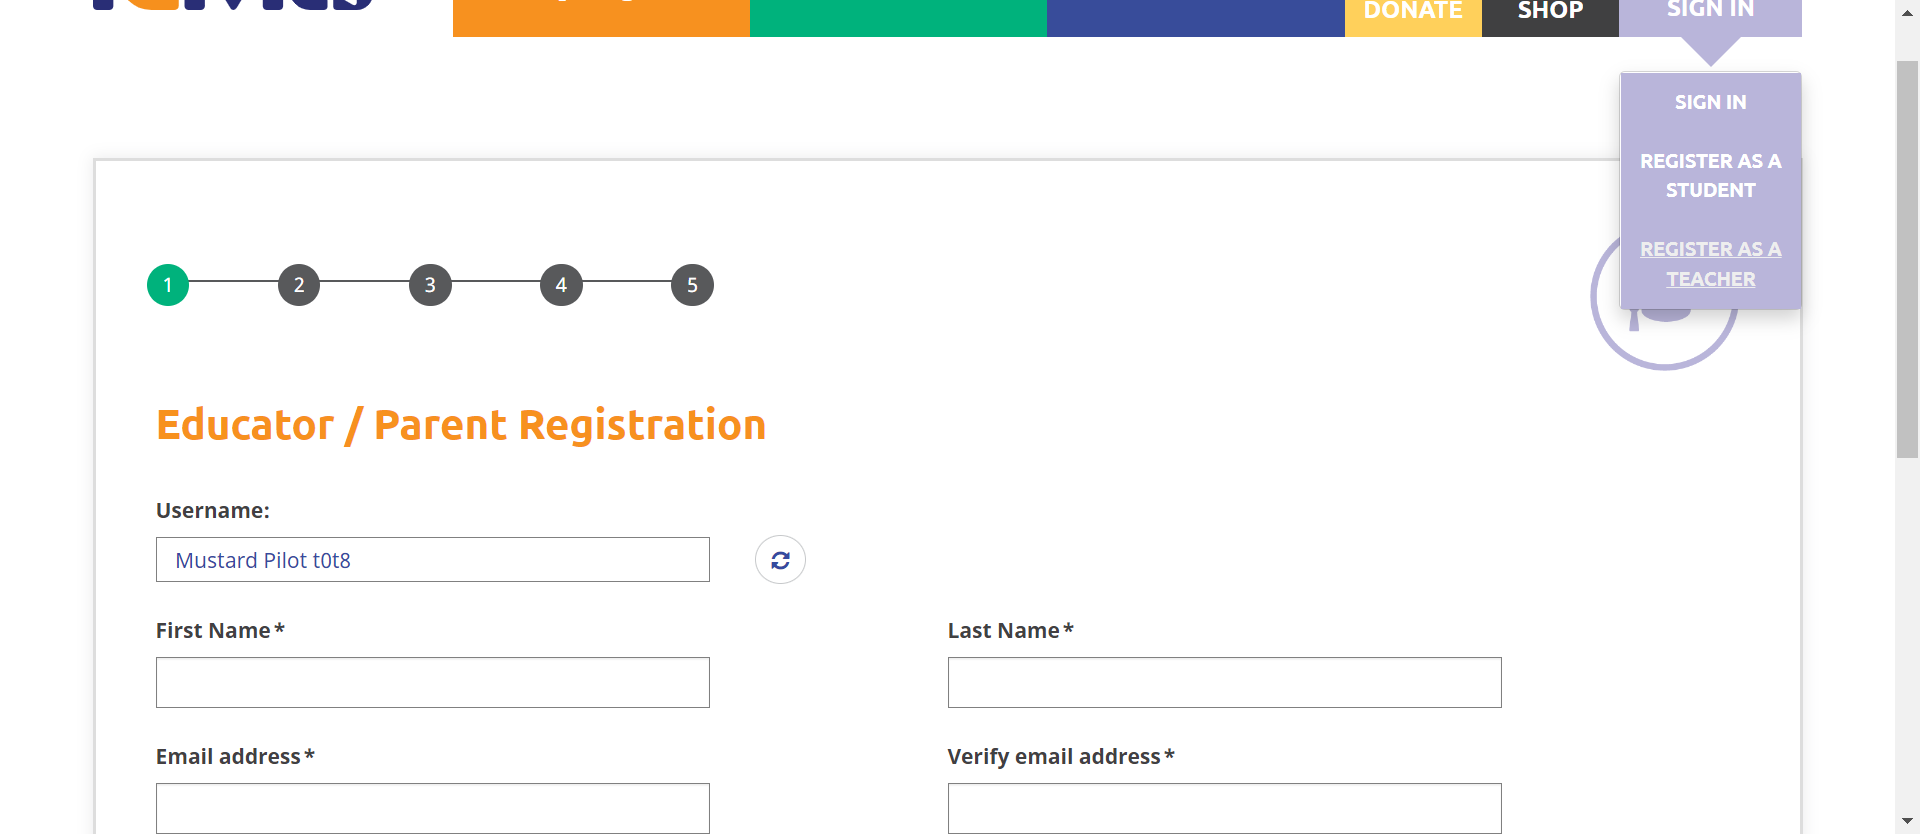 DONATE
SHOP
SIGN IN
SIGN IN
REGISTER AS A
STUDENT
REGISTER AS A
TEACHER
1
2
3
4
5
Educator / Parent Registration
Username:
Mustard Pilot t0t8
First Name*
Last Name*
Email address*
Verify email address*